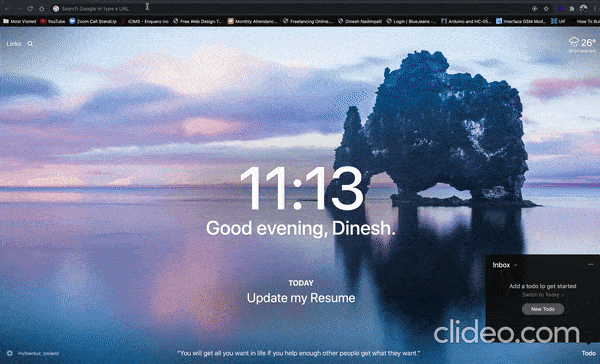 Search Google or type a URL
Most Visited YouTube Zoom Call StandUp iCIMS - Enquero Inc Free Web Design T... Monthly Attendanc... Freelancing Online,... Dinesh Nadimpalli Login | BlueJeans -... Arduino and HC-05... Interface GSM Mod... UIF How To Bui
Links
26°
11:13
Good evening, Dinesh.
TODAY
Update my Resume
Inbox
Add a todo to get started
Switch to Today ›
New Todo
clideo.com
Hvitserkur, Iceland
"You will get all you want in life if you help enough other people get what they want."
Todo